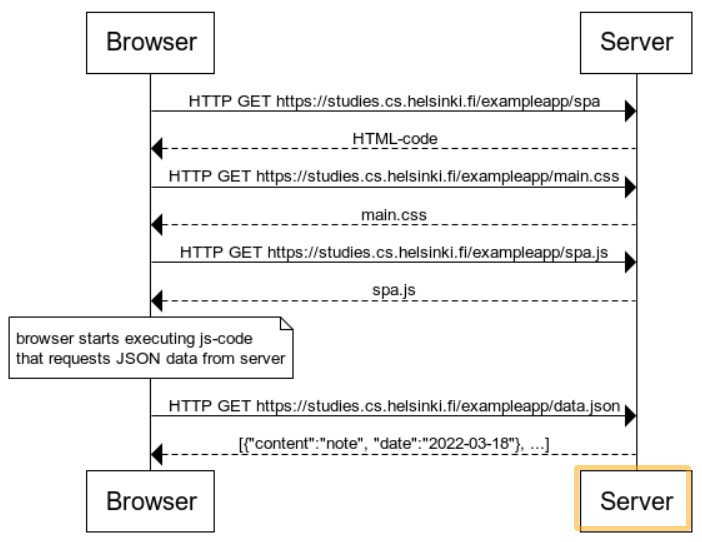 Browser
Server
HTTP GET https://studies.cs.helsinki.fi/exampleapp/spa
HTML-code
HTTP GET https://studies.cs.helsinki.fi/exampleapp/main.css
main.css
HTTP GET https://studies.cs.helsinki.fi/exampleapp/spa.js
spa.js
browser starts executing js-code
that requests JSON data from server
HTTP GET https://studies.cs.helsinki.fi/exampleapp/data.json
[{"content":"note", "date":"2022-03-18"}, ...]
Browser
Server